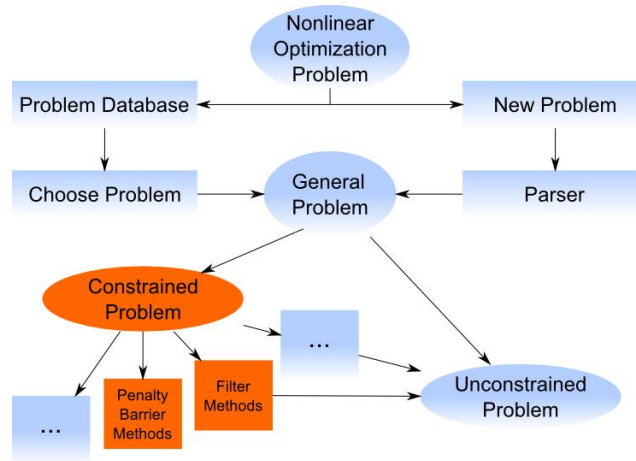 Nonlinear
Optimization
Problem
Problem Database
New Problem
Choose Problem
General
Problem
Parser
Constrained
Problem
...
Unconstrained
Problem
Filter
Methods
Penalty
Barrier
Methods
...